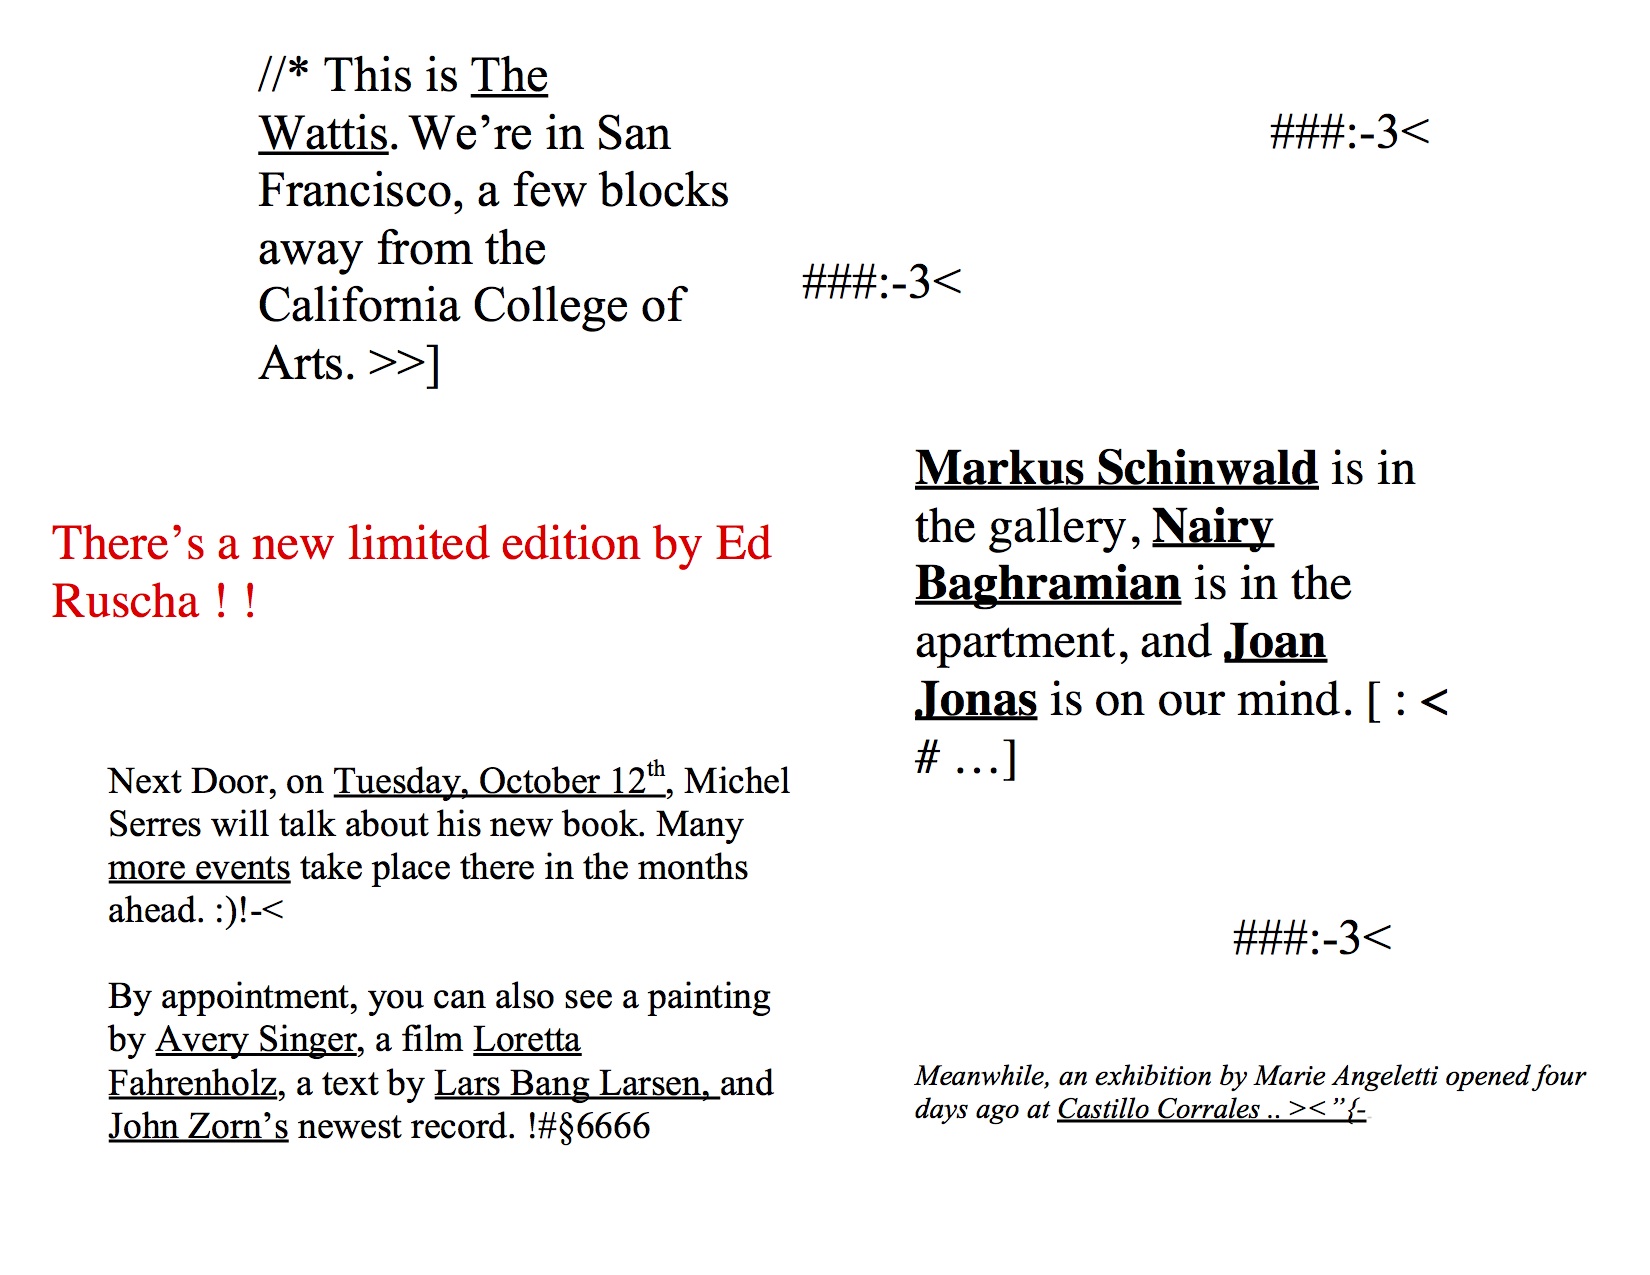 //* This is The
Wattis. We’re in San
Francisco, a few blocks
away from the
California College of
Arts. >>]
###:-3<
###:-3<
There’s a new limited edition by Ed
Ruscha ! !
Markus Schinwald is in
the gallery, Nairy
Baghramian is in the
apartment, and Joan
Jonas is on our mind. [ : <
# …]
Next Door, on Tuesday, October 12th, Michel
Serres will talk about his new book. Many
more events take place there in the months
ahead. :)!-<
By appointment, you can also see a painting
by Avery Singer, a film Loretta
Fahrenholz, a text by Lars Bang Larsen, and
John Zorn’s newest record. !#§6666
###:-3<
Meanwhile, an exhibition by Marie Angeletti opened four
days ago at Castillo Corrales .. ><”{-